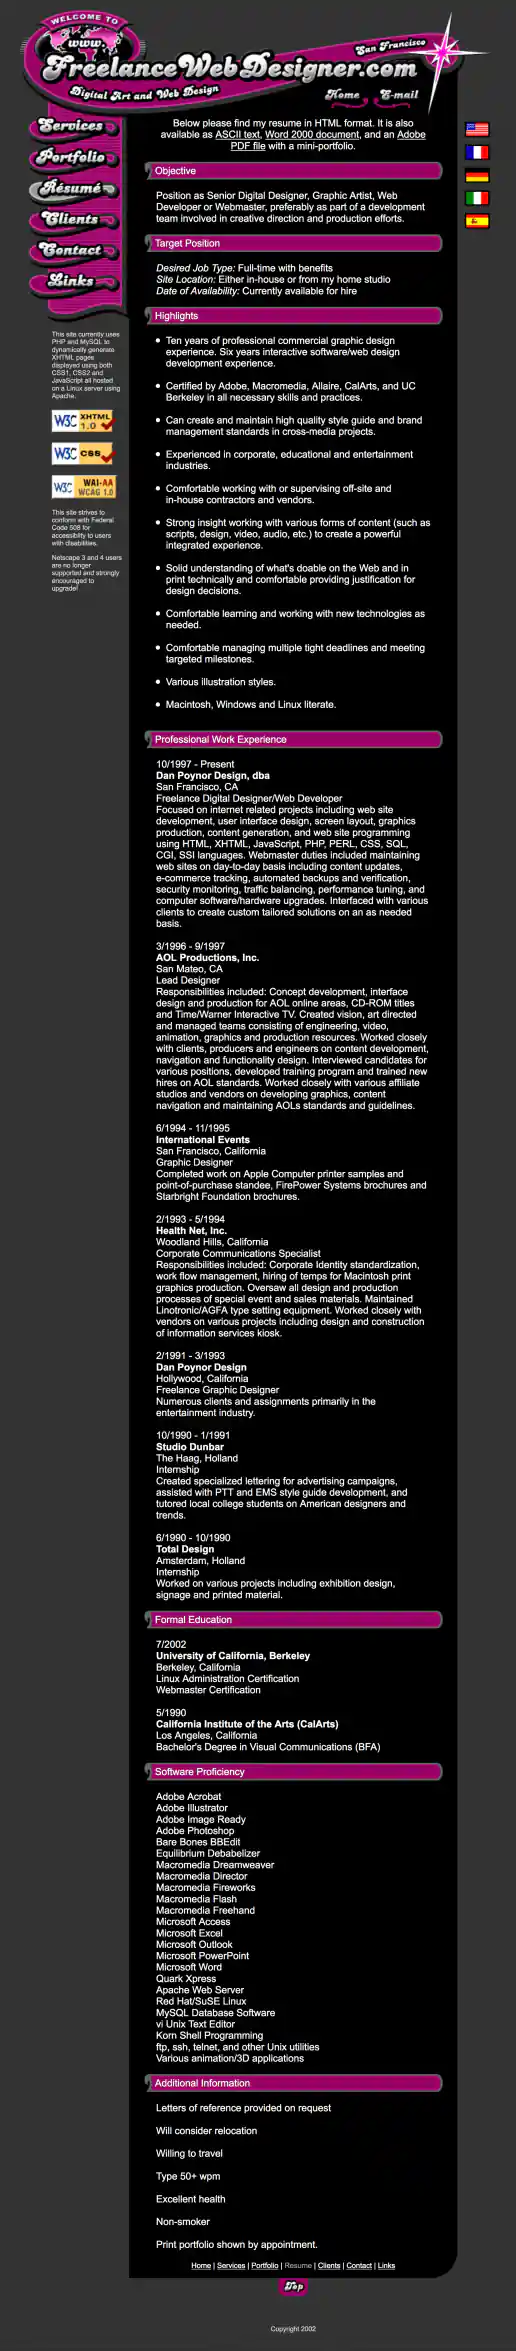 WELCOME TO
www.
FreelanceWebDesigner.com
San Francisco
Digital Art and Web Design
Home
E-mail
Services
Portfolio
Résumé
Clients
Contact
Links
This site currently uses
PHP and MySQL to
dynamically generate
XHTML pages
displayed using both
CSS1, CSS2 and
JavaScript all hosted
on a Linux server using
Apache.
W3C XHTML 1.0
W3C CSS
W3C WAI-AA WCAG 1.0
This site strives to
conform with Federal
Code 508 for
accessiblity to users
with disabilities.
Netscape 3 and 4 users
are no longer
supported and strongly
encouraged to
upgrade!
Below please find my resume in HTML format. It is also
available as ASCII text, Word 2000 document, and an Adobe
PDF file with a mini-portfolio.
Objective
Position as Senior Digital Designer, Graphic Artist, Web
Developer or Webmaster, preferably as part of a development
team involved in creative direction and production efforts.
Target Position
Desired Job Type: Full-time with benefits
Site Location: Either in-house or from my home studio
Date of Availability: Currently available for hire
Highlights
Ten years of professional commercial graphic design
experience. Six years interactive software/web design
development experience.
Certified by Adobe, Macromedia, Allaire, CalArts, and UC
Berkeley in all necessary skills and practices.
Can create and maintain high quality style guide and brand
management standards in cross-media projects.
Experienced in corporate, educational and entertainment
industries.
Comfortable working with or supervising off-site and
in-house contractors and vendors.
Strong insight working with various forms of content (such as
scripts, design, video, audio, etc.) to create a powerful
integrated experience.
Solid understanding of what's doable on the Web and in
print technically and comfortable providing justification for
design decisions.
Comfortable learning and working with new technologies as
needed.
Comfortable managing multiple tight deadlines and meeting
targeted milestones.
Various illustration styles.
Macintosh, Windows and Linux literate.
Professional Work Experience
10/1997 - Present
Dan Poynor Design, dba
San Francisco, CA
Freelance Digital Designer/Web Developer
Focused on internet related projects including web site
development, user interface design, screen layout, graphics
production, content generation, and web site programming
using HTML, XHTML, JavaScript, PHP, PERL, CSS, SQL,
CGI, SSI languages. Webmaster duties included maintaining
web sites on day-to-day basis including content updates,
e-commerce tracking, automated backups and verification,
security monitoring, traffic balancing, performance tuning, and
computer software/hardware upgrades. Interfaced with various
clients to create custom tailored solutions on an as needed
basis.
3/1996 - 9/1997
AOL Productions, Inc.
San Mateo, CA
Lead Designer
Responsibilities included: Concept development, interface
design and production for AOL online areas, CD-ROM titles
and Time/Warner Interactive TV. Created vision, art directed
and managed teams consisting of engineering, video,
animation, graphics and production resources. Worked closely
with clients, producers and engineers on content development,
navigation and functionality design. Interviewed candidates for
various positions, developed training program and trained new
hires on AOL standards. Worked closely with various affiliate
studios and vendors on developing graphics, content
navigation and maintaining AOLs standards and guidelines.
6/1994 - 11/1995
International Events
San Francisco, California
Graphic Designer
Completed work on Apple Computer printer samples and
point-of-purchase standee, FirePower Systems brochures and
Starbright Foundation brochures.
2/1993 - 5/1994
Health Net, Inc.
Woodland Hills, California
Corporate Communications Specialist
Responsibilities included: Corporate Identity standardization,
work flow management, hiring of temps for Macintosh print
graphics production. Oversaw all design and production
processes of special event and sales materials. Maintained
Linotronic/AGFA type setting equipment. Worked closely with
vendors on various projects including design and construction
of information services kiosk.
2/1991 - 3/1993
Dan Poynor Design
Hollywood, California
Freelance Graphic Designer
Numerous clients and assignments primarily in the
entertainment industry.
10/1990 - 1/1991
Studio Dunbar
The Haag, Holland
Internship
Created specialized lettering for advertising campaigns,
assisted with PTT and EMS style guide development, and
tutored local college students on American designers and
trends.
6/1990 - 10/1990
Total Design
Amsterdam, Holland
Internship
Worked on various projects including exhibition design,
signage and printed material.
Formal Education
7/2002
University of California, Berkeley
Berkeley, California
Linux Administration Certification
Webmaster Certification
5/1990
California Institute of the Arts (CalArts)
Los Angeles, California
Bachelor's Degree in Visual Communications (BFA)
Software Proficiency
Adobe Acrobat
Adobe Illustrator
Adobe Image Ready
Adobe Photoshop
Bare Bones BBEdit
Equilibrium Debabelizer
Macromedia Dreamweaver
Macromedia Director
Macromedia Fireworks
Macromedia Flash
Macromedia Freehand
Microsoft Access
Microsoft Excel
Microsoft Outlook
Microsoft PowerPoint
Microsoft Word
Quark Xpress
Apache Web Server
Red Hat/SuSE Linux
MySQL Database Software
vi Unix Text Editor
Korn Shell Programming
ftp, ssh, telnet, and other Unix utilities
Various animation/3D applications
Additional Information
Letters of reference provided on request
Will consider relocation
Willing to travel
Type 50+ wpm
Excellent health
Non-smoker
Print portfolio shown by appointment.
Home | Services | Portfolio | Resume | Clients | Contact | Links
Top
Copyright 2002